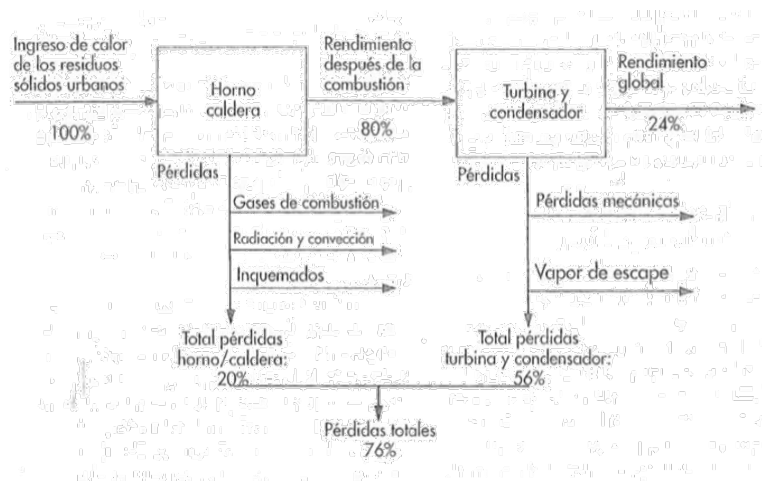 Ingreso de calor
de los residuos
sólidos urbanos
100%
Horno
caldera
Rendimiento
después de la
combustión
80%
Turbina y
condensador
Rendimiento
global
24%
Pérdidas
Gases de combustión
Radiación y convección
Inquemados
Total pérdidas
horno/caldera:
20%
Pérdidas
Pérdidas mecánicas
Vapor de escape
Total pérdidas
turbina y condensador:
56%
Pérdidas totales
76%